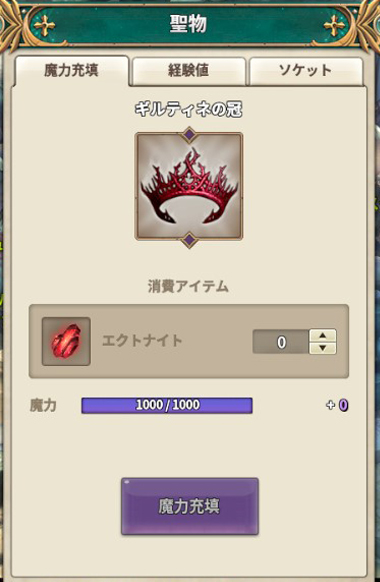 聖物
魔力充填 経験値 ソケット
ギルティネの冠
消費アイテム
エクトナイト 0
魔力 1000 / 1000 + 0
魔力充填